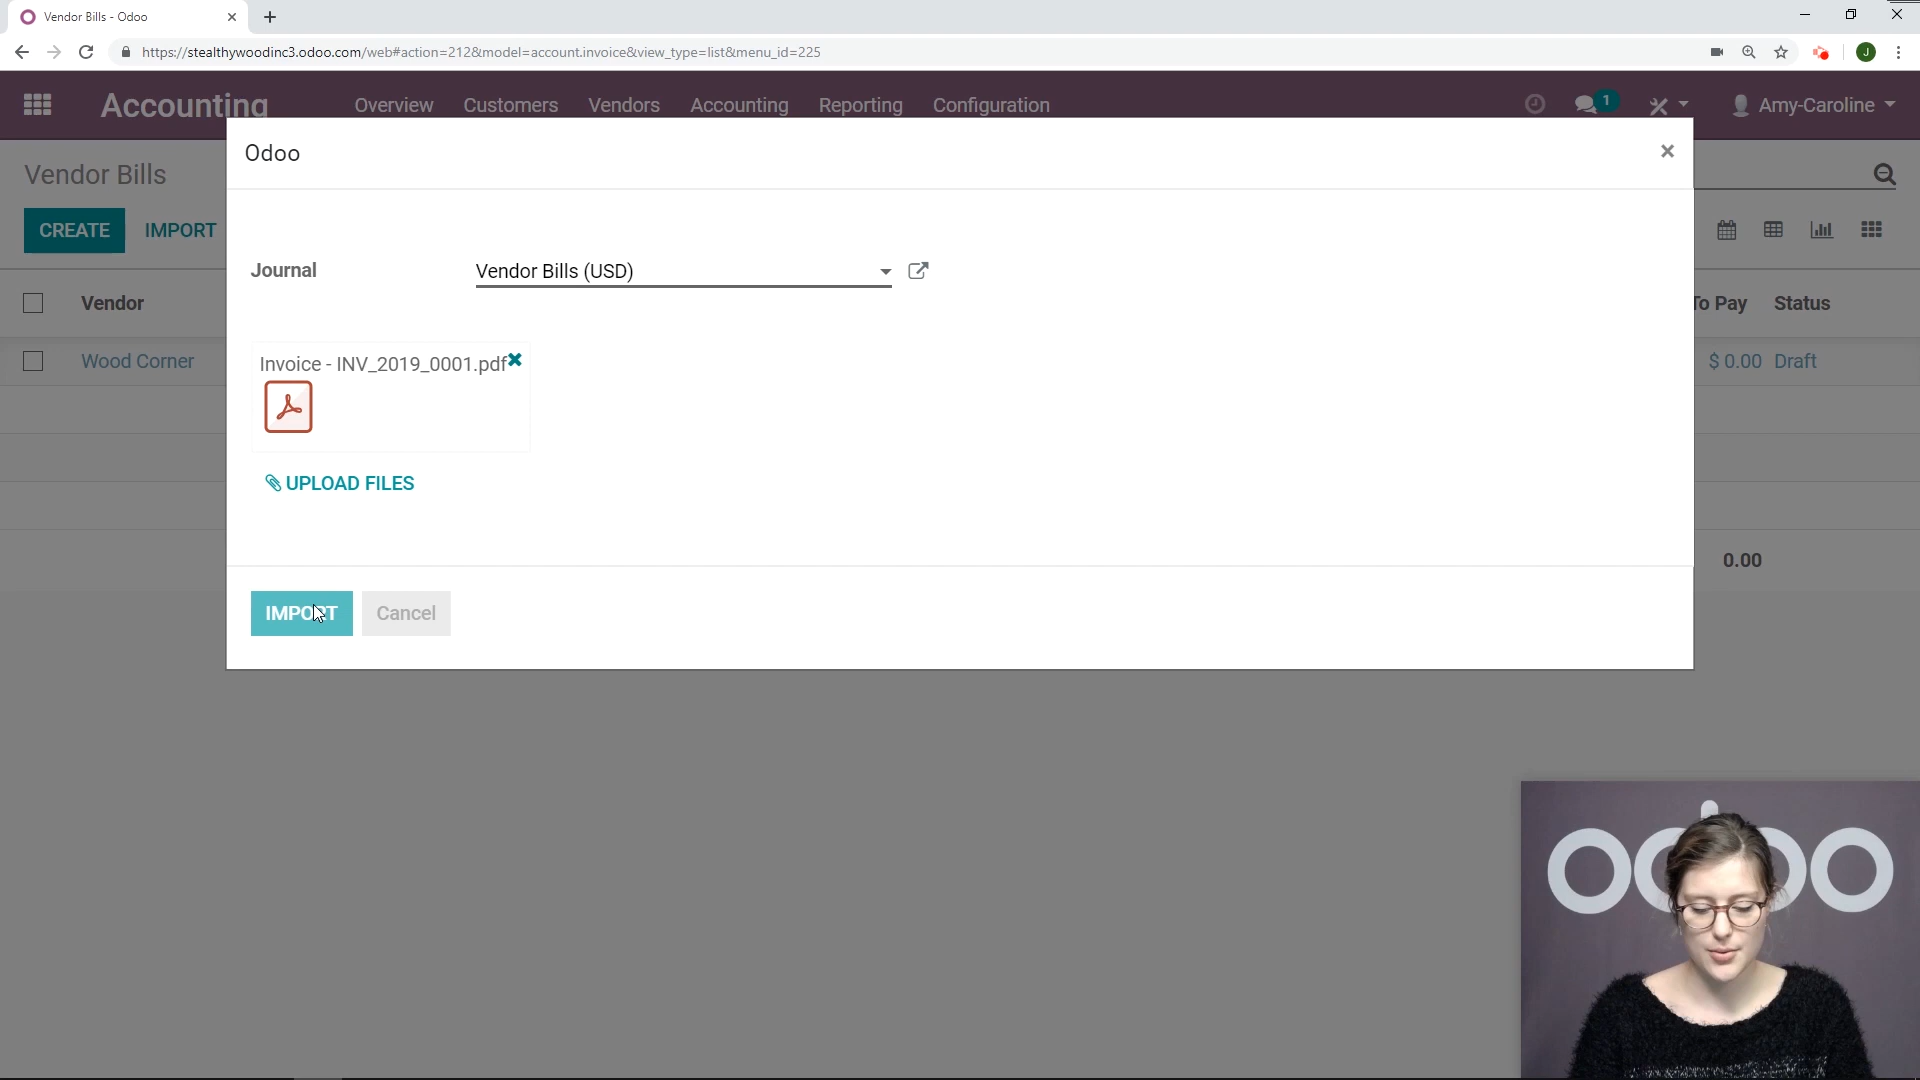 Vendor Bills - Odoo
https://stealthywoodinc3.odoo.com/web#action=212&model=account.invoice&view_type=list&menu_id=225
J
Accounting
Overview
Customers
Vendors
Accounting
Reporting
Configuration
1
Amy-Caroline
Odoo
Vendor Bills
CREATE
IMPORT
Journal
Vendor Bills (USD)
Vendor
To Pay
Status
Invoice - INV_2019_0001.pdf
Wood Corner
$ 0.00
Draft
UPLOAD FILES
0.00
IMPORT
Cancel
odoo